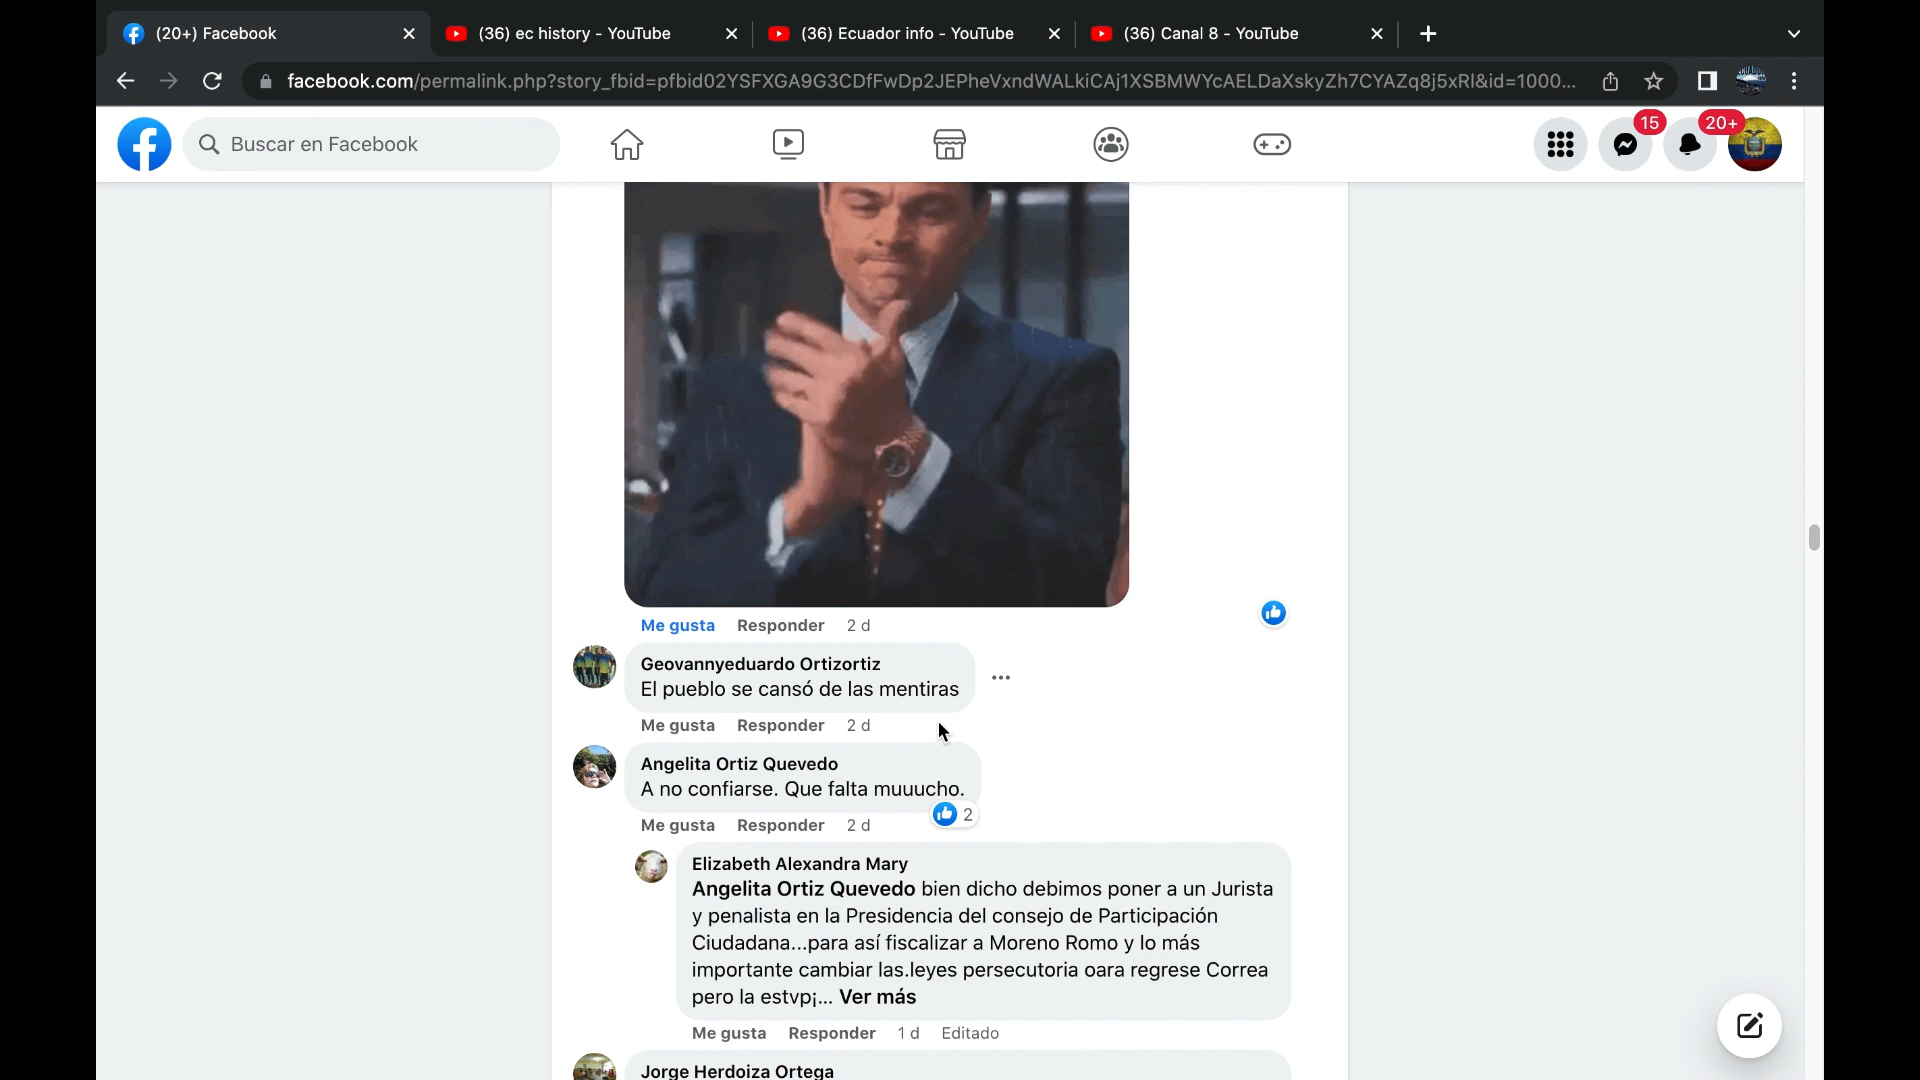 (20+) Facebook
(36) ec history - YouTube
(36) Ecuador info - YouTube
(36) Canal 8 - YouTube
facebook.com/permalink.php?story_fbid=pfbid02YSFXGA9G3CDfFwDp2JEPheVxndWALkiCAj1XSBMWYcAELDaXskyZh7CYAZq8j5xRl&id=1000...
Buscar en Facebook
15
20+
Me gusta Responder 2 d
Geovannyeduardo Ortizortiz
El pueblo se cansó de las mentiras
Me gusta Responder 2 d
Angelita Ortiz Quevedo
A no confiarse. Que falta muuucho.
2
Me gusta Responder 2 d
Elizabeth Alexandra Mary
Angelita Ortiz Quevedo bien dicho debimos poner a un Jurista
y penalista en la Presidencia del consejo de Participación
Ciudadana...para así fiscalizar a Moreno Romo y lo más
importante cambiar las.leyes persecutoria oara regrese Correa
pero la estvp¡... Ver más
Me gusta Responder 1 d Editado
Jorge Herdoiza Ortega